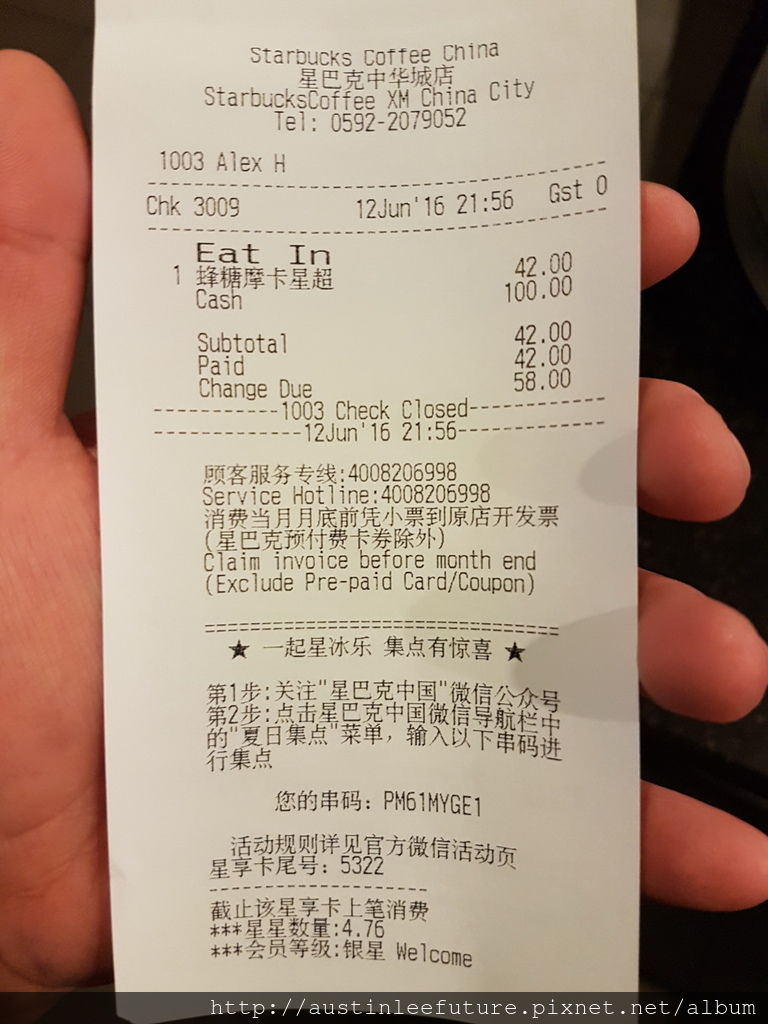 Starbucks Coffee China
星巴克中华城店
StarbucksCoffee XM China City
Tel: 0592-2079052
1003 Alex H
Chk 3009 12Jun'16 21:56 Gst 0
Eat In
1 蜂糖摩卡星超 42.00
Cash 100.00
Subtotal 42.00
Paid 42.00
Change Due 58.00
-----------1003 Check Closed------------
-------------12Jun'16 21:56-------------
顾客服务专线:4008206998
Service Hotline:4008206998
消费当月月底前凭小票到原店开发票
(星巴克预付费卡券除外)
Claim invoice before month end
(Exclude Pre-paid Card/Coupon)
================================
★ 一起星冰乐 集点有惊喜 ★
第1步:关注"星巴克中国"微信公众号
第2步:点击星巴克中国微信导航栏中
的"夏日集点"菜单，输入以下串码进
行集点
您的串码: PM61MYGE1
活动规则详见官方微信活动页
星享卡尾号: 5322
--------------------
截止该星享卡上笔消费
***星星数量:4.76
***会员等级:银星 Welcome
http://austinleefuture.pixnet.net/album